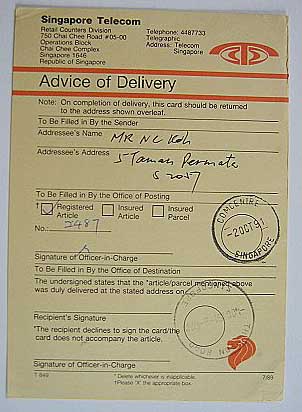 Singapore Telecom
Retail Counters Division
750 Chai Chee Road #05-00
Operations Block
Chai Chee Complex
Singapore 1646
Republic of Singapore
Telephone: 4487733
Telegraphic
Address: Telecom
Singapore
Advice of Delivery
Note: On completion of delivery, this card should be returned
to the address shown overleaf.
To Be Filled In By the Sender
Addressee's Name
MR NC Koh
Addressee's Address
5 Taman Permata
S 2057
To Be Filled In By the Office of Posting
† Registered Article
Insured Article
Insured Parcel
No. 2487
COMCENTRE
-2 OCT 91
SINGAPORE
Signature of Officer-in-Charge
To Be Filled In By the Office of Destination
The undersigned states that the *article/parcel mentioned above
was duly delivered at the stated address on
Recipient's Signature
*The recipient declines to sign the card/the
card does not accompany the article.
Signature of Officer-in-Charge
T 849
* Delete whichever is inapplicable.
†Please 'X' the appropriate box.
7/89